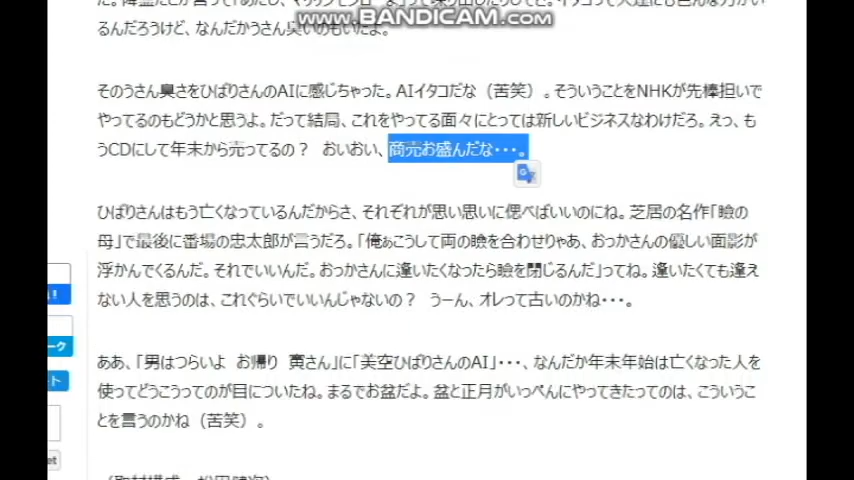 www.BANDICAM.com
るんだろうけど、なんだかうさん臭いのもいたよ。
そのうさん臭さをひばりさんのAIに感じちゃった。AIイタコだな（苦笑）。そういうことをNHKが先棒担いで
やってるのもどうかと思うよ。だって結局、これをやってる面々にとっては新しいビジネスなわけだろ。えっ、も
うCDにして年末から売ってるの？　おいおい、商売お盛んだな・・・。
ひばりさんはもう亡くなっているんだからさ、それぞれが思い思いに偲べばいいのにね。芝居の名作「瞼の
母」で最後に番場の忠太郎が言うだろ。「俺ぁこうして両の瞼を合わせりゃあ、おっかさんの優しい面影が
浮かんでくるんだ。それでいいんだ。おっかさんに逢いたくなったら瞼を閉じるんだ」ってね。逢いたくても逢え
ない人を思うのは、これぐらいでいいんじゃないの？　うーん、オレって古いのかね・・・。
ああ、「男はつらいよ　お帰り　寅さん」に「美空ひばりさんのAI」・・・、なんだか年末年始は亡くなった人を
使ってどうこうってのが目についたね。まるでお盆だよ。盆と正月がいっぺんにやってきたってのは、こういうこ
とを言うのかね（苦笑）。